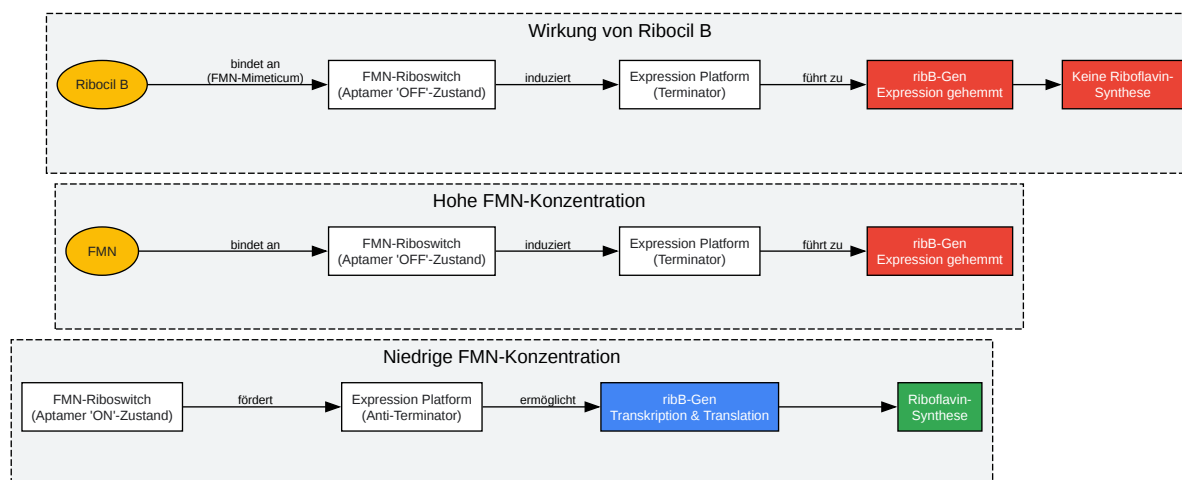 Wirkung von Ribocil B
Ribocil B
bindet an
(FMN-Mimeticum)
FMN-Riboswitch
(Aptamer 'OFF'-Zustand)
induziert
Expression Platform
(Terminator)
führt zu
ribB-Gen
Expression gehemmt
Keine Riboflavin-
Synthese
Hohe FMN-Konzentration
FMN
bindet an
FMN-Riboswitch
(Aptamer 'OFF'-Zustand)
induziert
Expression Platform
(Terminator)
führt zu
ribB-Gen
Expression gehemmt
Niedrige FMN-Konzentration
FMN-Riboswitch
(Aptamer 'ON'-Zustand)
fördert
Expression Platform
(Anti-Terminator)
ermöglicht
ribB-Gen
Transkription & Translation
Riboflavin-
Synthese